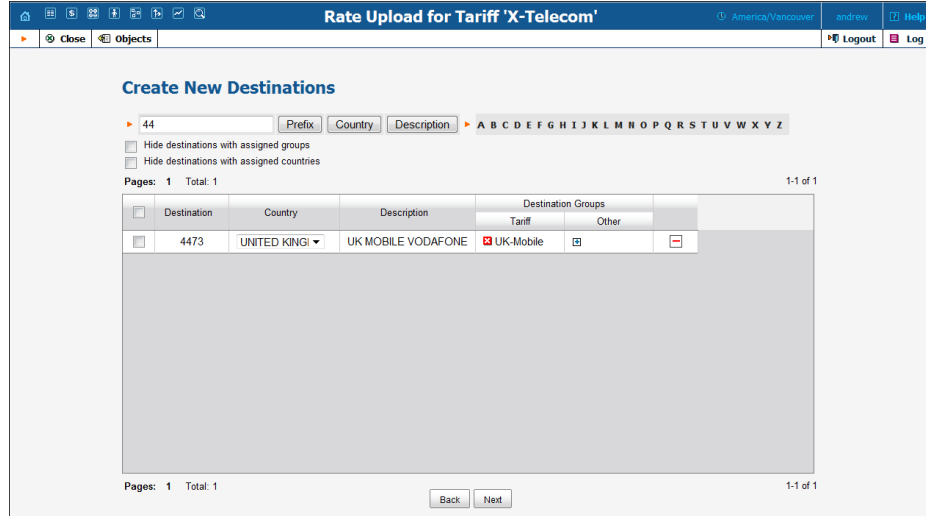 Rate Upload for Tariff 'X-Telecom' America/Vancouver andrew Help
Close Objects Logout Log
Create New Destinations
44 Prefix Country Description A B C D E F G H I J K L M N O P Q R S T U V W X Y Z
Hide destinations with assigned groups
Hide destinations with assigned countries
Pages: 1 Total: 1 1-1 of 1
Destination Country Description Destination Groups
Tariff Other
4473 UNITED KINGI UK MOBILE VODAFONE UK-Mobile
Pages: 1 Total: 1 1-1 of 1
Back Next